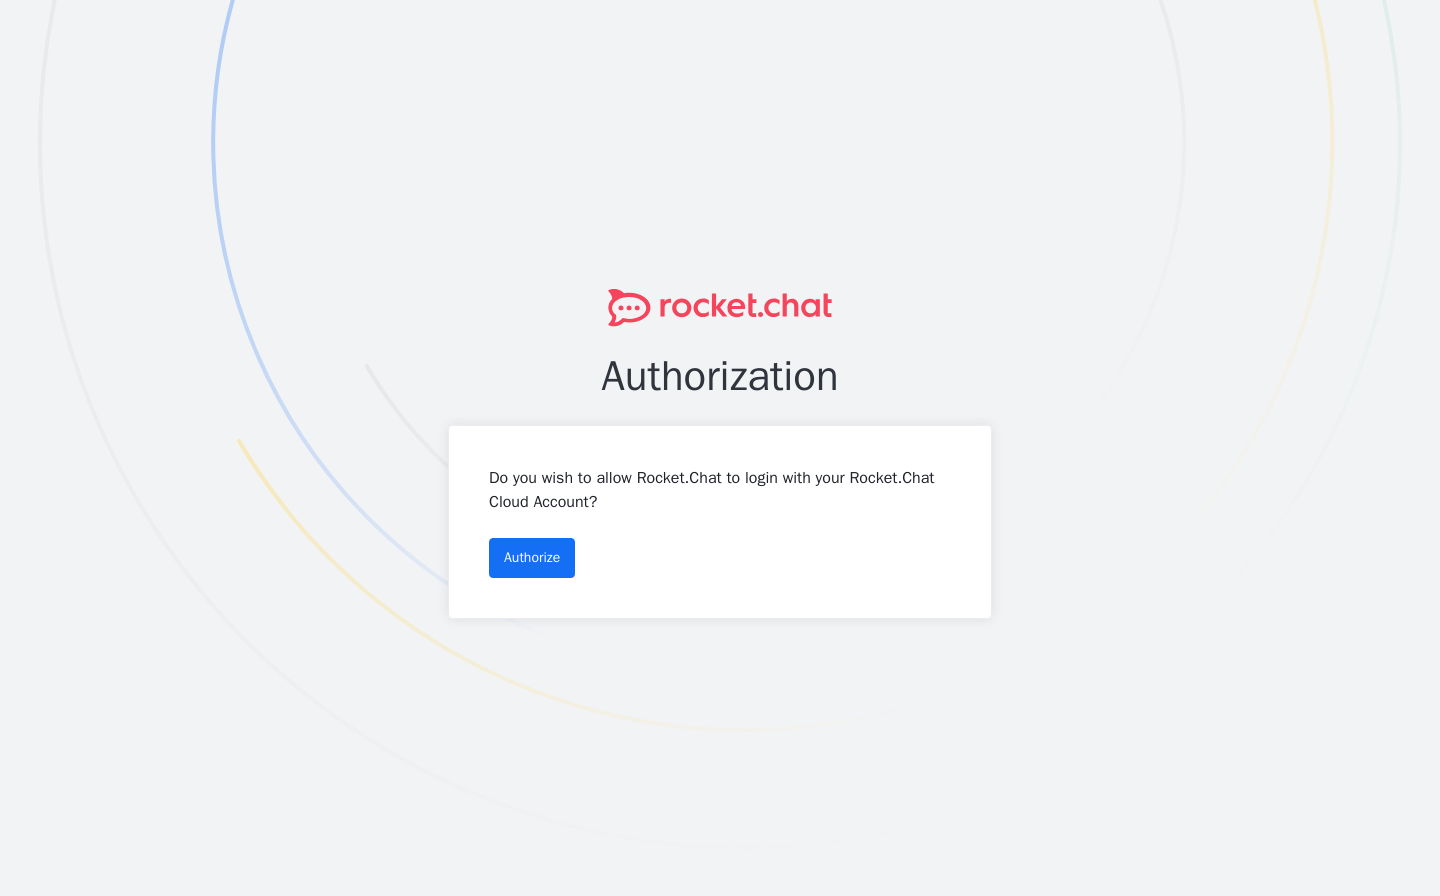 rocket.chat
Authorization
Do you wish to allow Rocket.Chat to login with your Rocket.Chat
Cloud Account?
Authorize